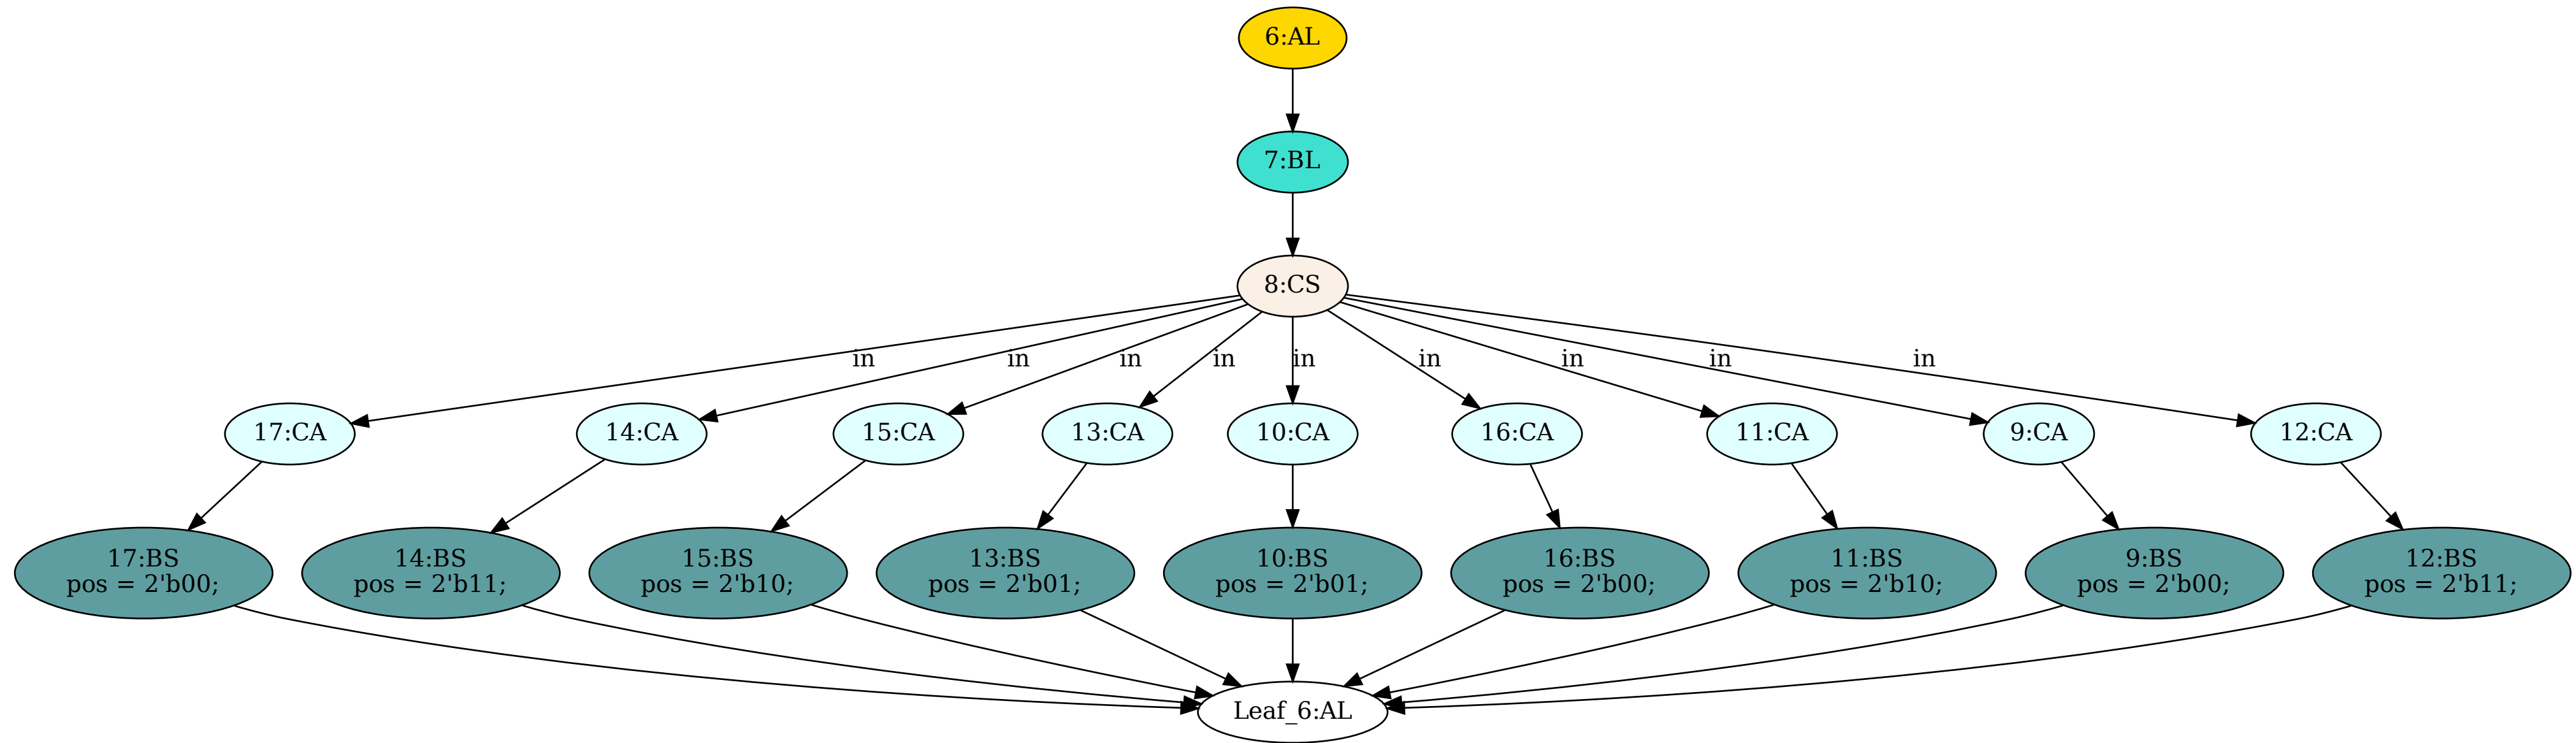 6:AL
7:BL
8:CS
in in in in in in in in in
17:CA 14:CA 15:CA 13:CA 10:CA 16:CA 11:CA 9:CA 12:CA
17:BS 14:BS 15:BS 13:BS 10:BS 16:BS 11:BS 9:BS 12:BS
pos = 2'b00; pos = 2'b11; pos = 2'b10; pos = 2'b01; pos = 2'b01; pos = 2'b00; pos = 2'b10; pos = 2'b00; pos = 2'b11;
Leaf_6:AL